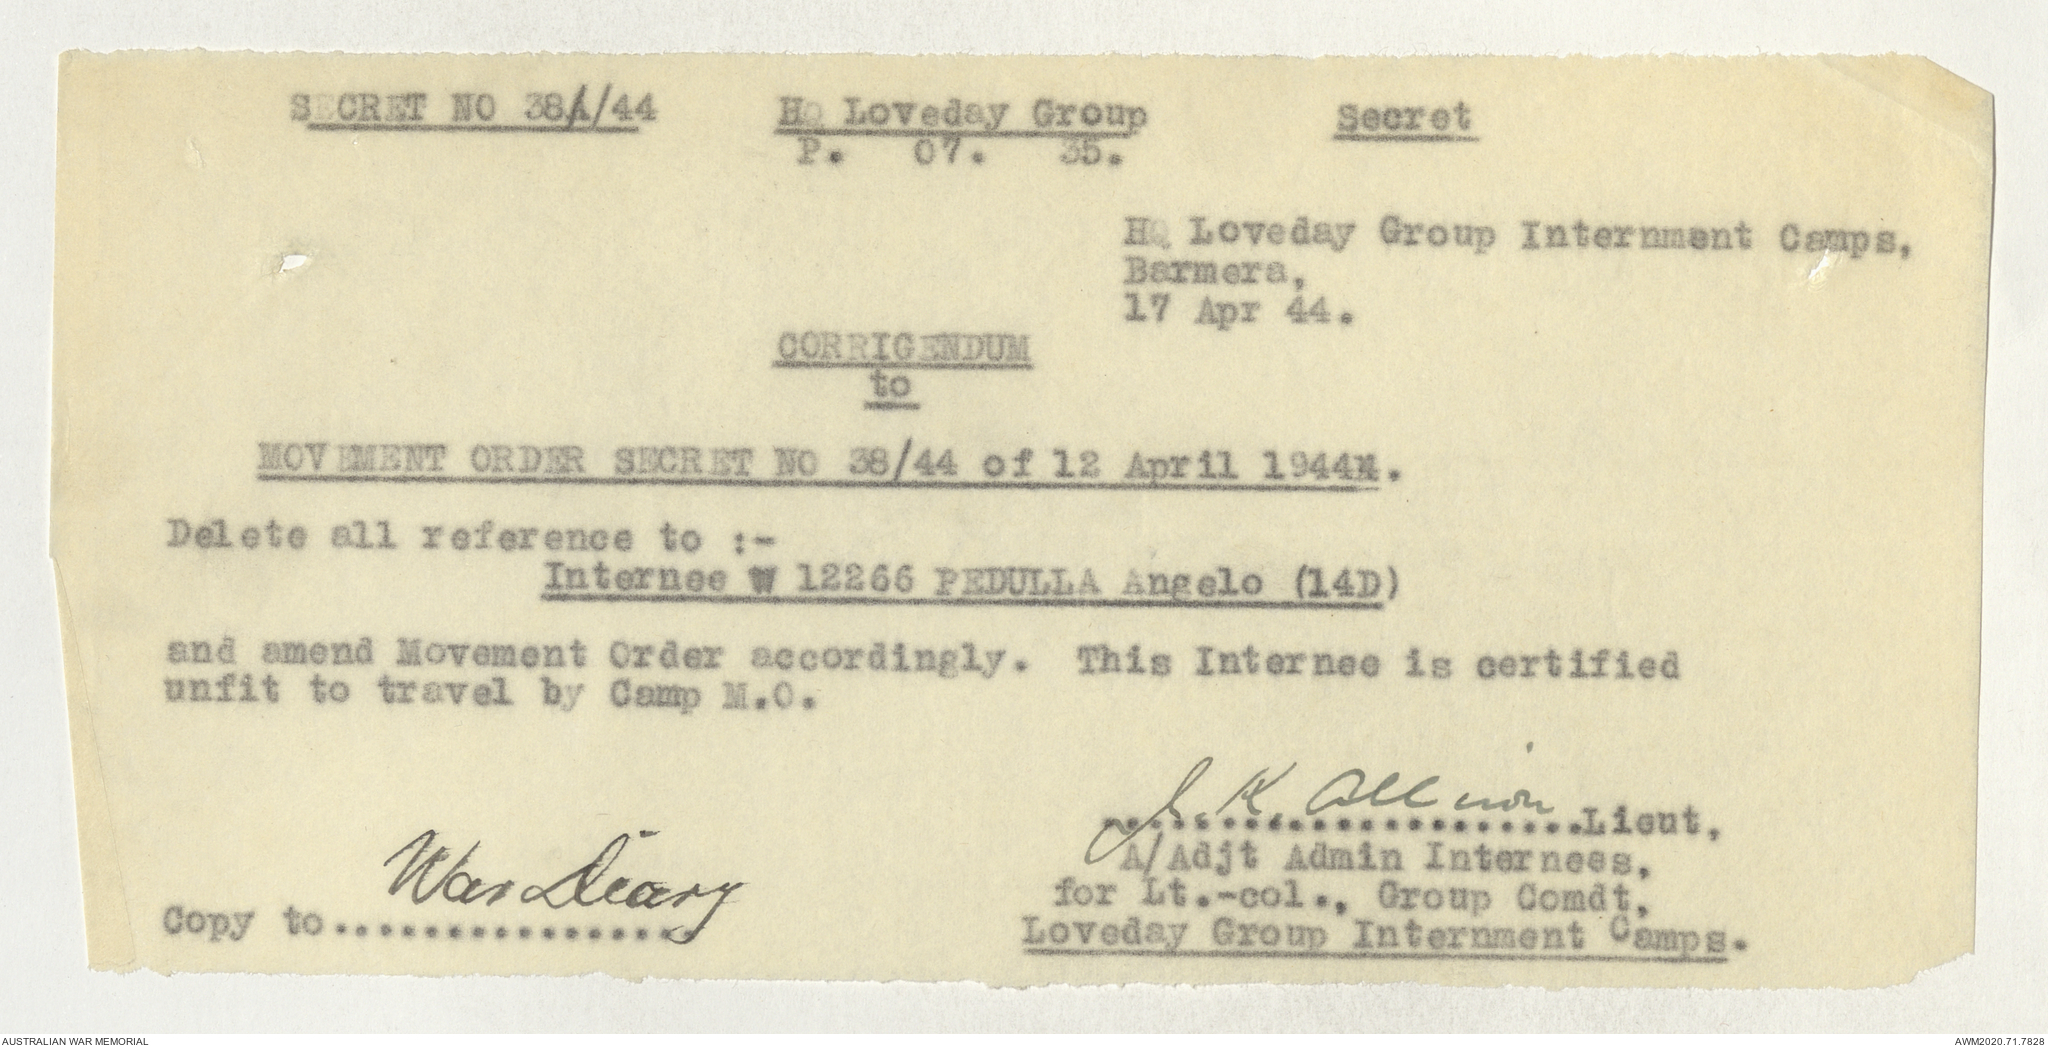 SECRET NO 38/A/44 HQ Loveday Group Secret
P. 07. 35.
HQ Loveday Group Internment Camps,
Barmera,
17 Apr 44.
CORRIGENDUM
to
MOVEMENT ORDER SECRET NO 38/44 of 12 April 1944.
Delete all reference to :-
Internee W 12266 PEDULLA Angelo (14D)
and amend Movement Order accordingly. This Internee is certified
unfit to travel by Camp M.O.
J. K. Lieut,
A/Adjt Admin Internees,
for Lt.-col., Group Comdt,
Loveday Group Internment Camps.
Copy to................. War Diary
AUSTRALIAN WAR MEMORIAL
AWM2020.71.7828